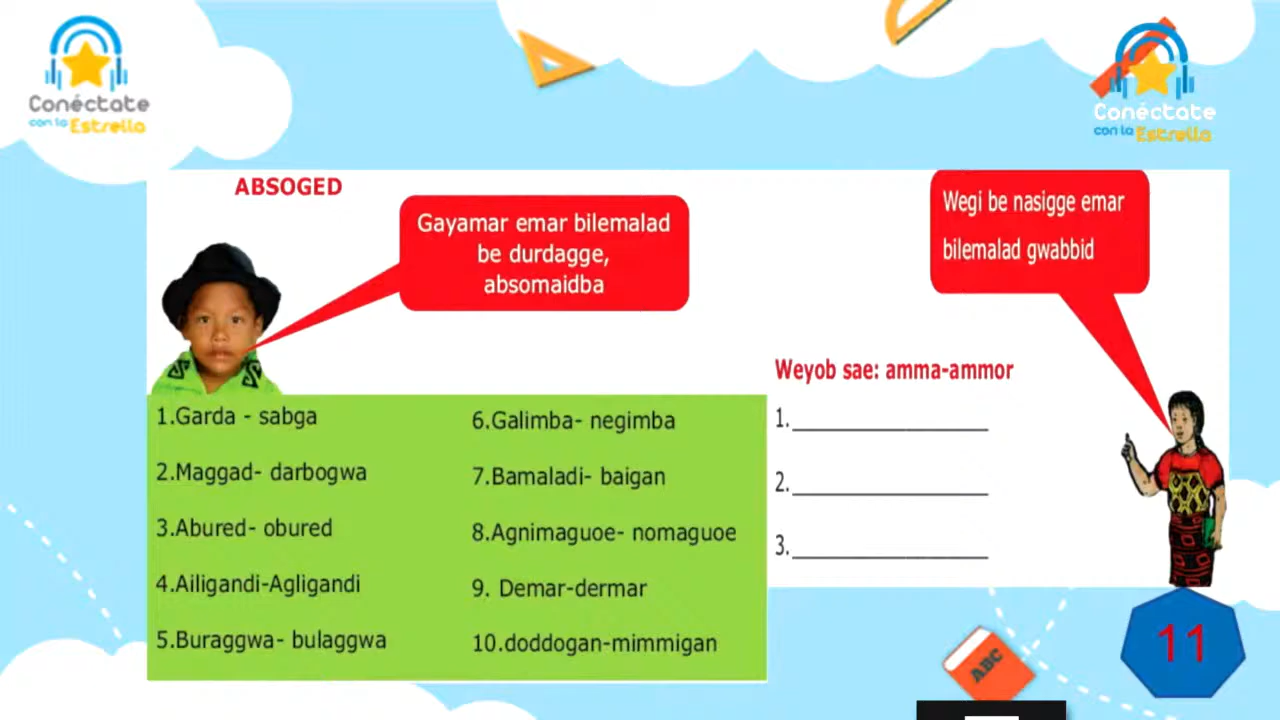 Conéctate
con la Estrella
Conéctate
con la Estrella
ABSOGED
Gayamar emar bilemalad
be durdagge,
absomaidba
Wegi be nasigge emar
bilemalad gwabbid
1.Garda - sabga
2.Maggad- darbogwa
3.Abured- obured
4.Ailigandi-Agligandi
5.Buraggwa- bulaggwa
6.Galimba- negimba
7.Bamaladi- baigan
8.Agnimaguoe- nomaguoe
9. Demar-dermar
10.doddogan-mimmigan
Weyob sae: amma-ammor
1.__________________
2.__________________
3.__________________
ABC
11